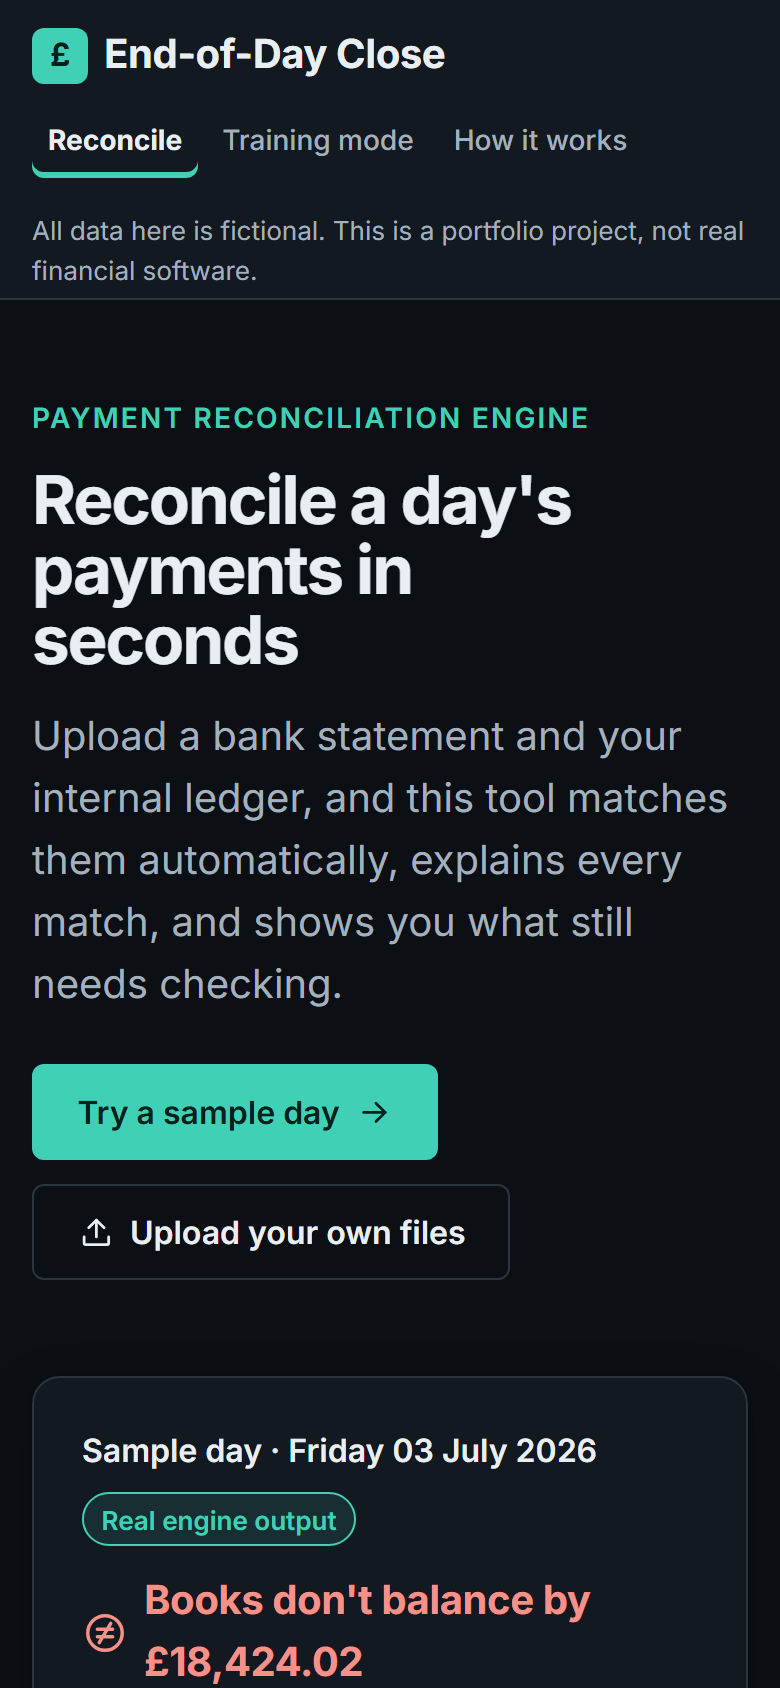 £ End-of-Day Close
Reconcile Training mode How it works
All data here is fictional. This is a portfolio project, not real
financial software.
PAYMENT RECONCILIATION ENGINE
Reconcile a day's
payments in
seconds
Upload a bank statement and your
internal ledger, and this tool matches
them automatically, explains every
match, and shows you what still
needs checking.
Try a sample day →
Upload your own files
Sample day · Friday 03 July 2026
Real engine output
Books don't balance by
£18,424.02